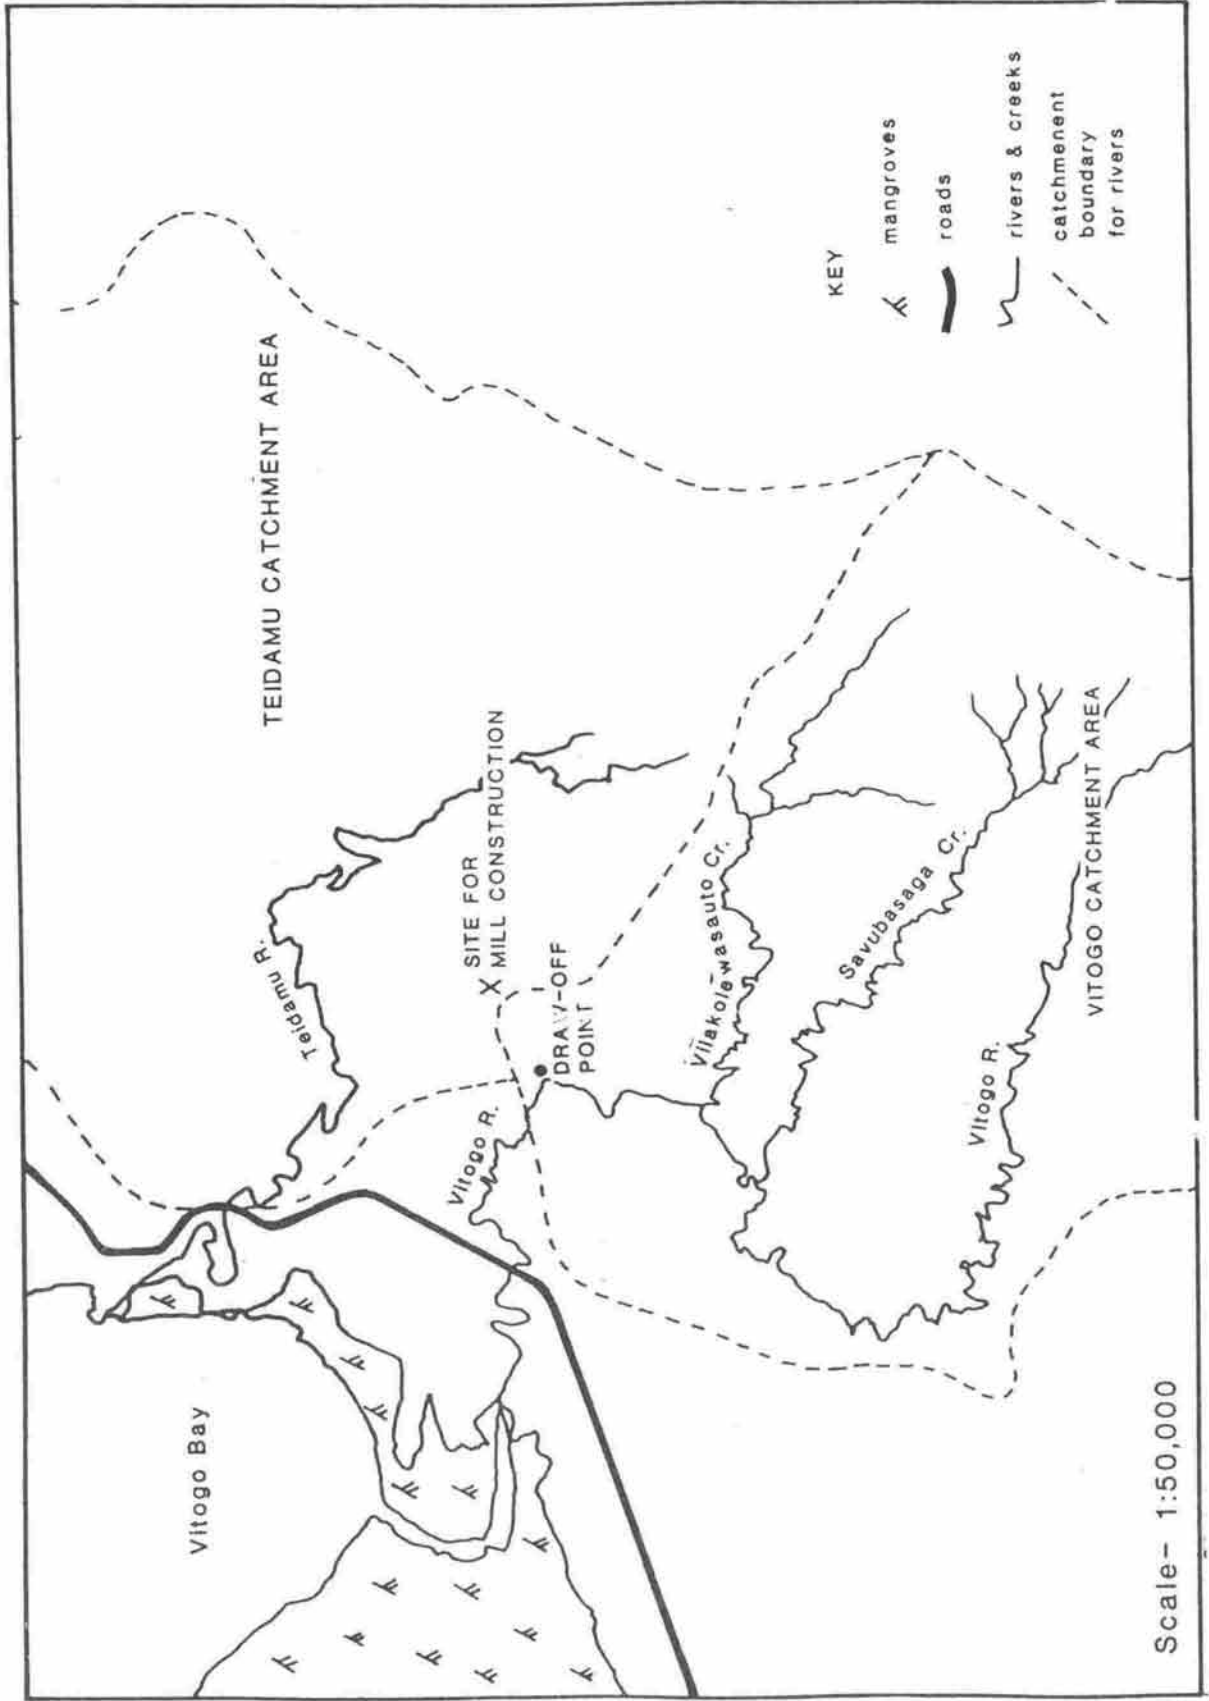 TEIDAMU CATCHMENT AREA
Vitogo Bay
Teidamu R.
SITE FOR
MILL CONSTRUCTION
X
DRAW-OFF
POINT
Vitogo R.
Vilakolewasauto Cr.
Savubasaga Cr.
Vitogo R.
VITOGO CATCHMENT AREA
KEY
mangroves
roads
rivers & creeks
catchmenent
boundary
for rivers
Scale- 1:50,000